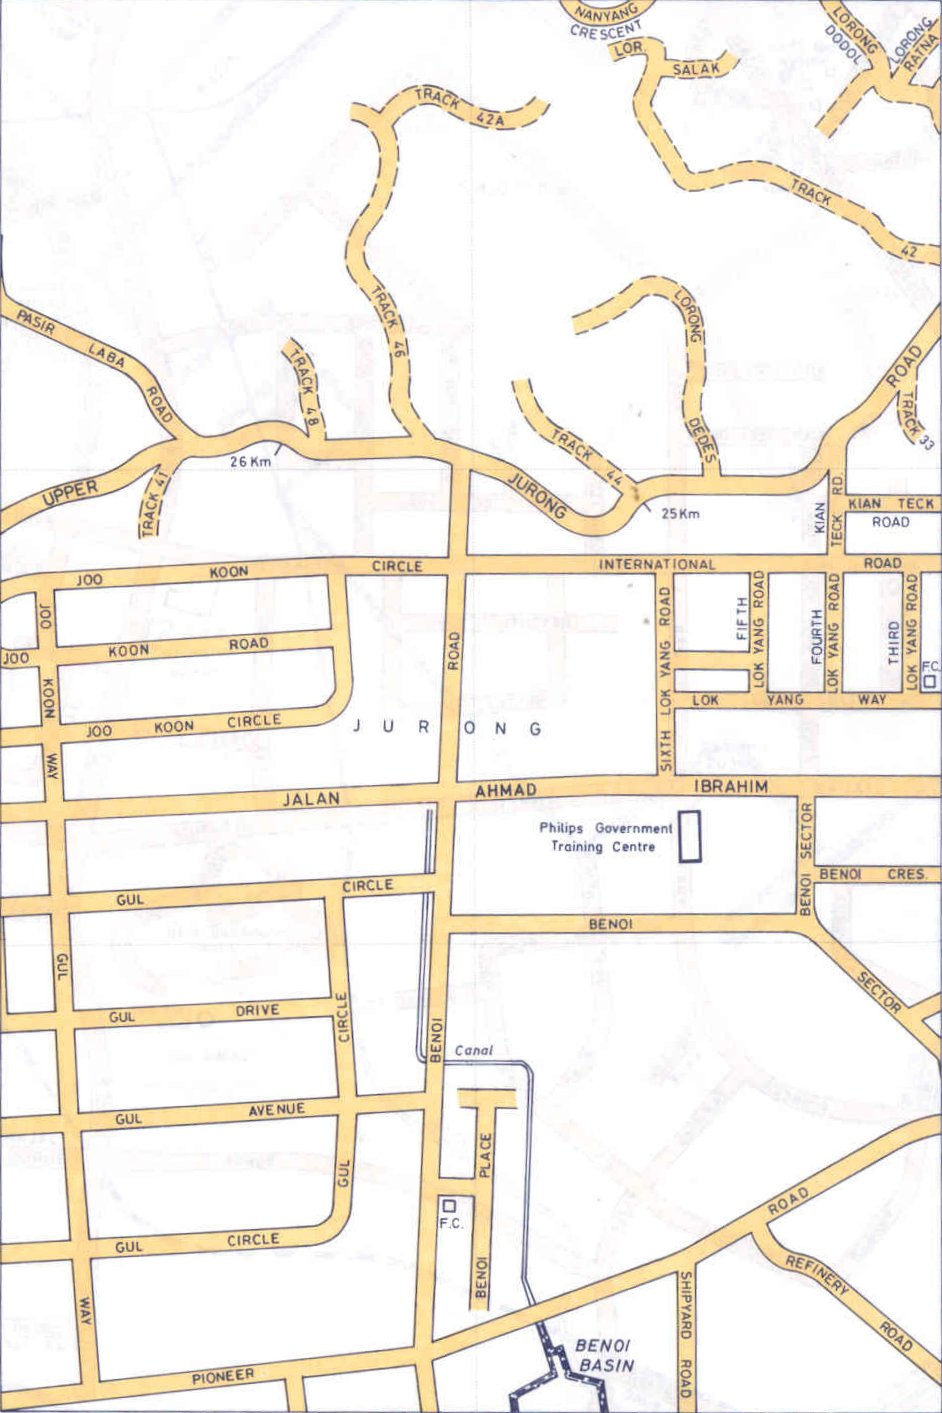 NANYANG
CRESCENT
LOR. SALAK
LORONG DODOL
LORONG RATNA
TRACK 42A
TRACK 42
PASIR LABA ROAD
TRACK 46
TRACK 48
LORONG DEDES
ROAD
TRACK 33
TRACK 44
26 Km
UPPER
JURONG
TRACK 41
25 Km
KIAN TECK RD.
KIAN TECK
ROAD
JOO KOON CIRCLE
INTERNATIONAL ROAD
JOO KOON WAY
JOO KOON ROAD
ROAD
SIXTH LOK YANG ROAD
FIFTH LOK YANG ROAD
FOURTH LOK YANG ROAD
THIRD LOK YANG ROAD
F.C.
LOK YANG WAY
JOO KOON CIRCLE
JURONG
JALAN AHMAD IBRAHIM
Philips Government
Training Centre
BENOI SECTOR
BENOI CRES.
GUL CIRCLE
BENOI
SECTOR
GUL
GUL DRIVE
CIRCLE
BENOI
Canal
GUL AVENUE
PLACE
GUL
F.C.
ROAD
GUL CIRCLE
BENOI
REFINERY ROAD
WAY
SHIPYARD ROAD
BENOI
BASIN
PIONEER